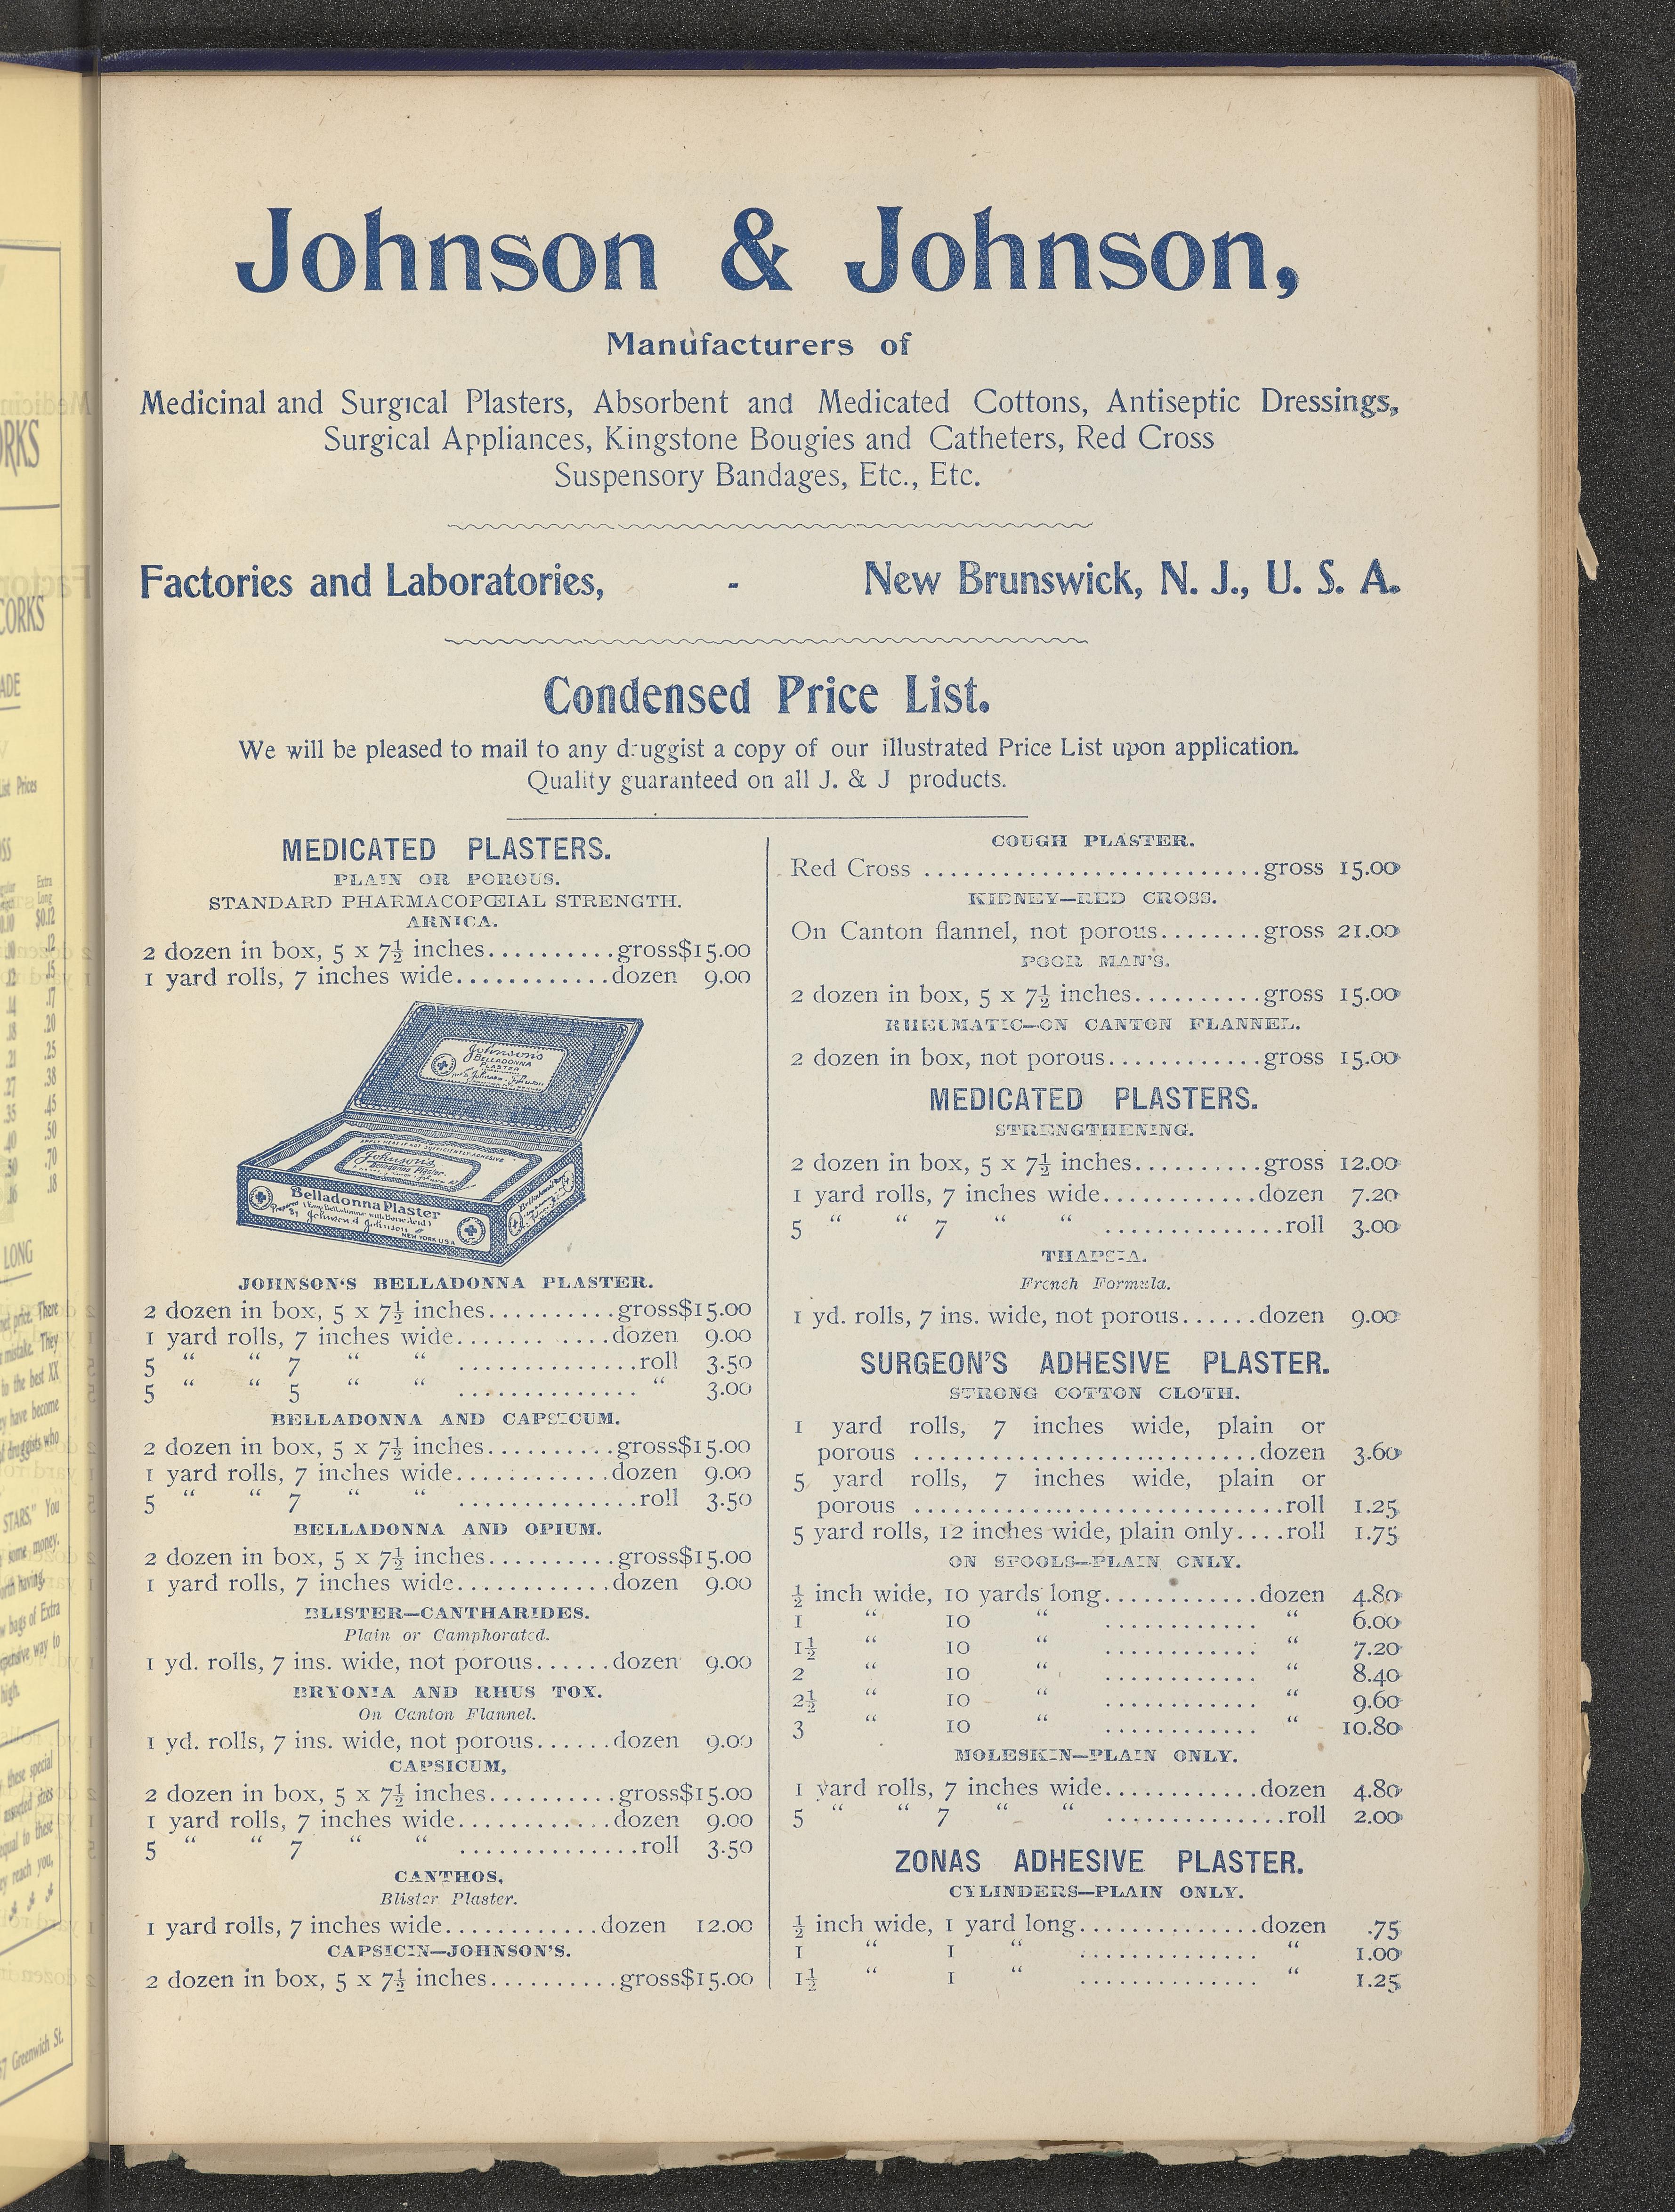 Johnson & Johnson,
Manufacturers of
Medicinal and Surgical Plasters, Absorbent and Medicated Cottons, Antiseptic Dressings,
Surgical Appliances, Kingstone Bougies and Catheters, Red Cross
Suspensory Bandages, Etc., Etc.
Factories and Laboratories, - New Brunswick, N. J., U. S. A.
Condensed Price List.
We will be pleased to mail to any druggist a copy of our illustrated Price List upon application.
Quality guaranteed on all J. & J products.
MEDICATED PLASTERS.
PLAIN OR POROUS.
STANDARD PHARMACOPŒIAL STRENGTH.
ARNICA.
2 dozen in box, 5 x 7½ inches..........gross$15.00
1 yard rolls, 7 inches wide............dozen 9.00
Johnson's
BELLADONNA
PLASTER
APPLY HEAT IF NOT SUFFICIENTLY ADHESIVE
Johnson's
Belladonna Plaster.
Belladonna Plaster
Johnson & Johnson
NEW YORK USA
JOHNSON'S BELLADONNA PLASTER.
2 dozen in box, 5 x 7½ inches..........gross$15.00
1 yard rolls, 7 inches wide....... ....dozen 9.00
5 “ “ 7 “ “ ...............roll 3.50
5 “ “ 5 “ “ ............... “ 3.00
BELLADONNA AND CAPSICUM.
2 dozen in box, 5 x 7½ inches..........gross$15.00
1 yard rolls, 7 inches wide............dozen 9.00
5 “ “ 7 “ “ ...............roll 3.50
BELLADONNA AND OPIUM.
2 dozen in box, 5 x 7½ inches..........gross$15.00
1 yard rolls, 7 inches wide............dozen 9.00
BLISTER—CANTHARIDES.
Plain or Camphorated.
1 yd. rolls, 7 ins. wide, not porous......dozen 9.00
BRYONIA AND RHUS TOX.
On Canton Flannel.
1 yd. rolls, 7 ins. wide, not porous......dozen 9.00
CAPSICUM,
2 dozen in box, 5 x 7½ inches..........gross$15.00
1 yard rolls, 7 inches wide............dozen 9.00
5 “ “ 7 “ “ ...............roll 3.50
CANTHOS,
Blister Plaster.
1 yard rolls, 7 inches wide............dozen 12.00
CAPSICIN—JOHNSON'S.
2 dozen in box, 5 x 7½ inches..........gross$15.00
COUGH PLASTER.
Red Cross ..........................gross 15.00
KIDNEY—RED CROSS.
On Canton flannel, not porous........gross 21.00
POOR MAN'S.
2 dozen in box, 5 x 7½ inches..........gross 15.00
RHEUMATIC—ON CANTON FLANNEL.
2 dozen in box, not porous............gross 15.00
MEDICATED PLASTERS.
STRENGTHENING.
2 dozen in box, 5 x 7½ inches..........gross 12.00
1 yard rolls, 7 inches wide............dozen 7.20
5 “ “ 7 “ “ ...............roll 3.00
THAPSIA.
French Formula.
1 yd. rolls, 7 ins. wide, not porous......dozen 9.00
SURGEON'S ADHESIVE PLASTER.
STRONG COTTON CLOTH.
1 yard rolls, 7 inches wide, plain or
porous ...........................dozen 3.60
5 yard rolls, 7 inches wide, plain or
porous .............................roll 1.25
5 yard rolls, 12 inches wide, plain only....roll 1.75
ON SPOOLS—PLAIN ONLY.
½ inch wide, 10 yards long............dozen 4.80
1 “ 10 “ ............ “ 6.00
1½ “ 10 “ ............ “ 7.20
2 “ 10 “ ............ “ 8.40
2½ “ 10 “ ............ “ 9.60
3 “ 10 “ ............ “ 10.80
MOLESKIN—PLAIN ONLY.
1 yard rolls, 7 inches wide............dozen 4.80
5 “ “ 7 “ “ ...............roll 2.00
ZONAS ADHESIVE PLASTER.
CYLINDERS—PLAIN ONLY.
½ inch wide, 1 yard long..............dozen .75
1 “ 1 “ .............. “ 1.00
1½ “ 1 “ .............. “ 1.25